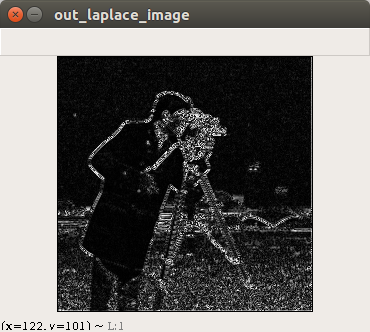 out_laplace_image
(x=122, y=101) ~ L:1